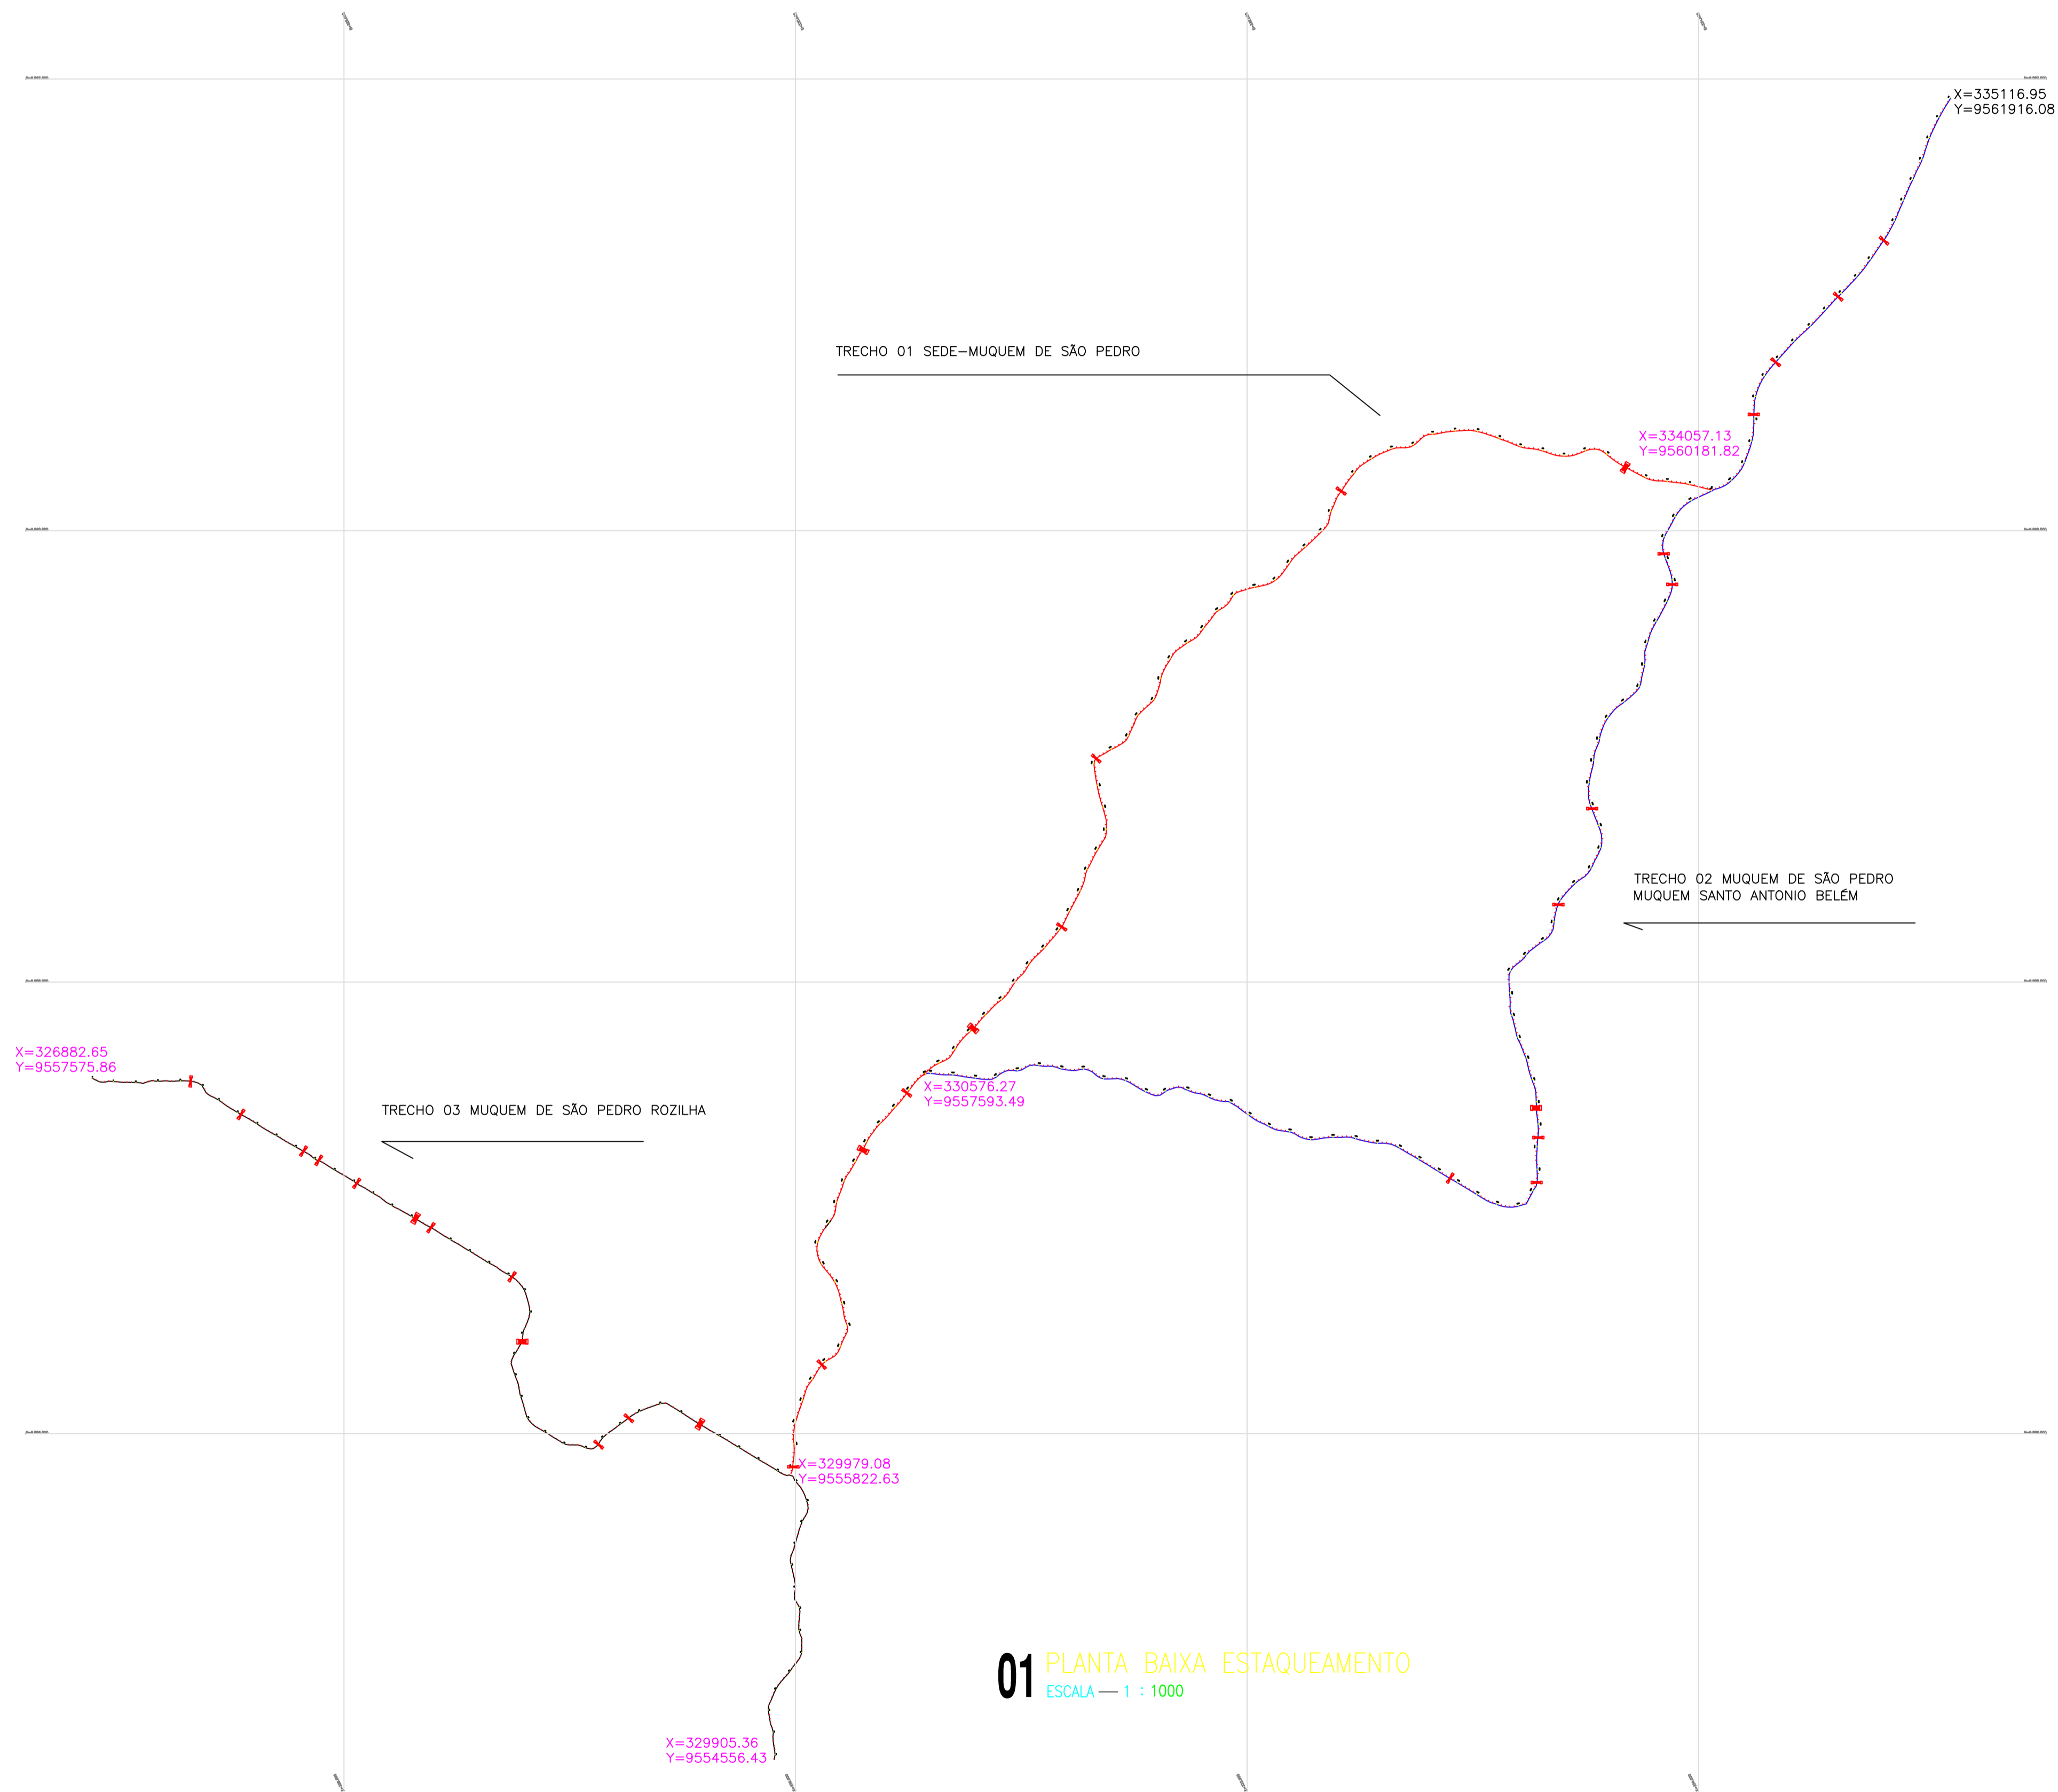 X=335116.95
Y=9561916.08
TRECHO 01 SEDE-MUQUEM DE SÃO PEDRO
X=334057.13
Y=9560181.82
TRECHO 02 MUQUEM DE SÃO PEDRO
MUQUEM SANTO ANTONIO BELÉM
X=326882.65
Y=9557575.86
X=330576.27
Y=9557593.49
TRECHO 03 MUQUEM DE SÃO PEDRO ROZILHA
X=329979.08
Y=9555822.63
01 PLANTA BAIXA ESTAQUEAMENTO
ESCALA — 1 : 1000
X=329905.36
Y=9554556.43